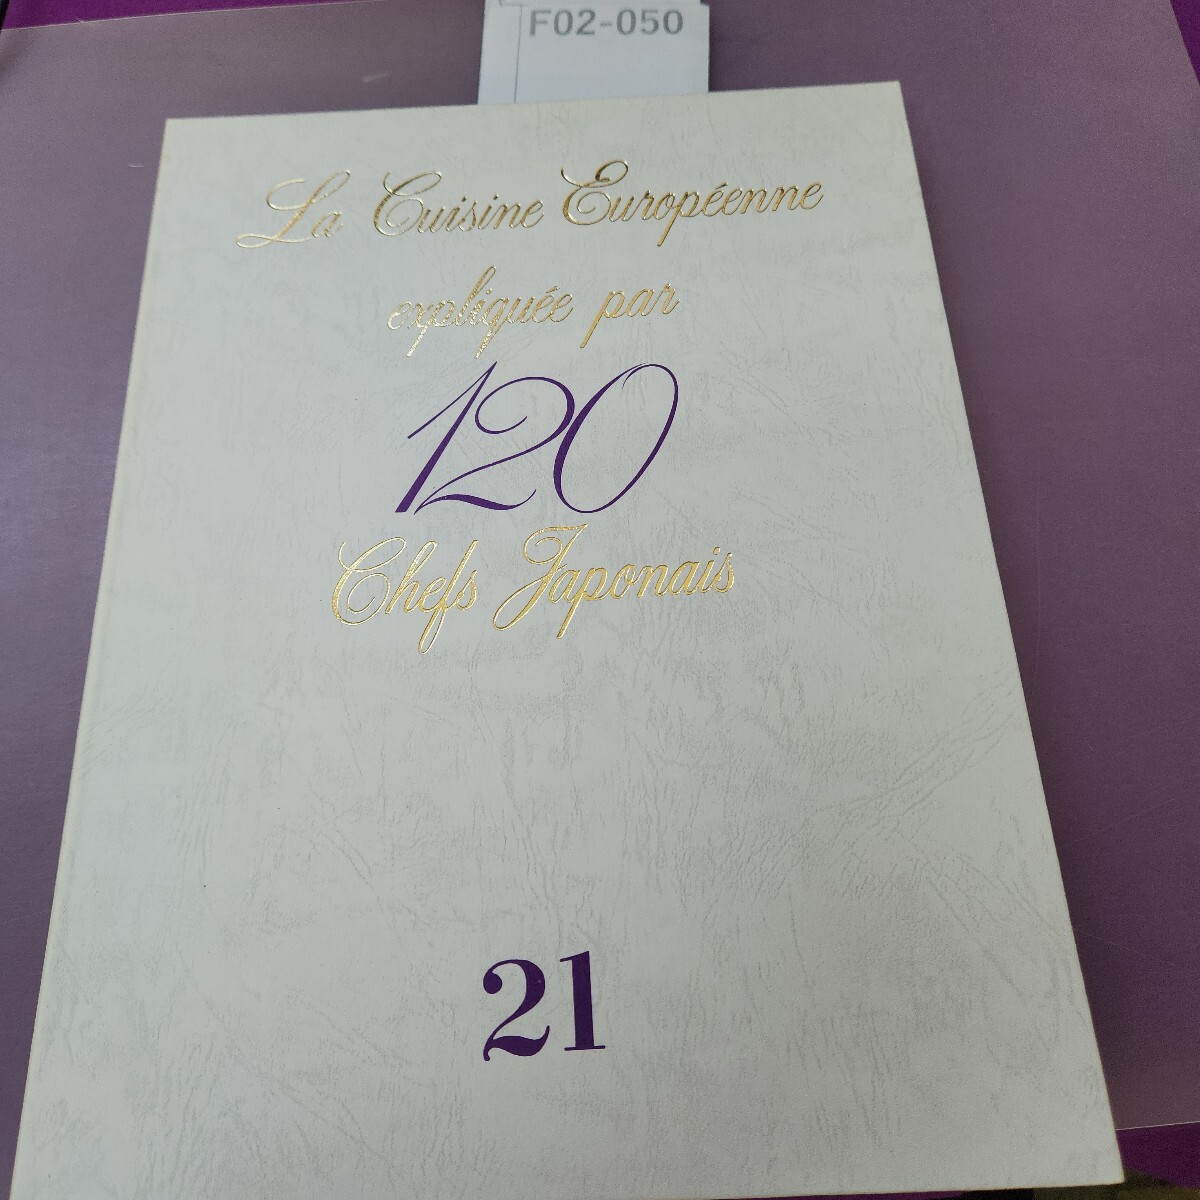 F02-050
La Cuisine Européenne
expliquée par
120
Chefs Japonais
21